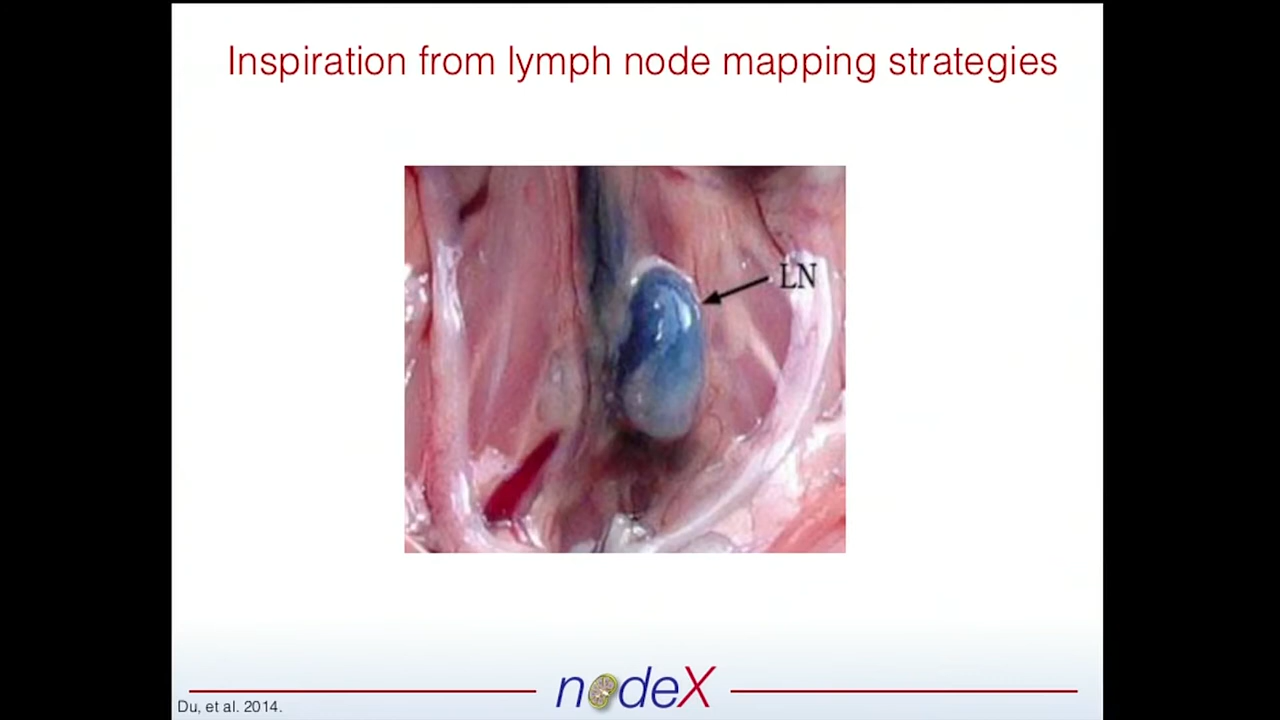 Inspiration from lymph node mapping strategies
LN
nodeX
Du, et al. 2014.